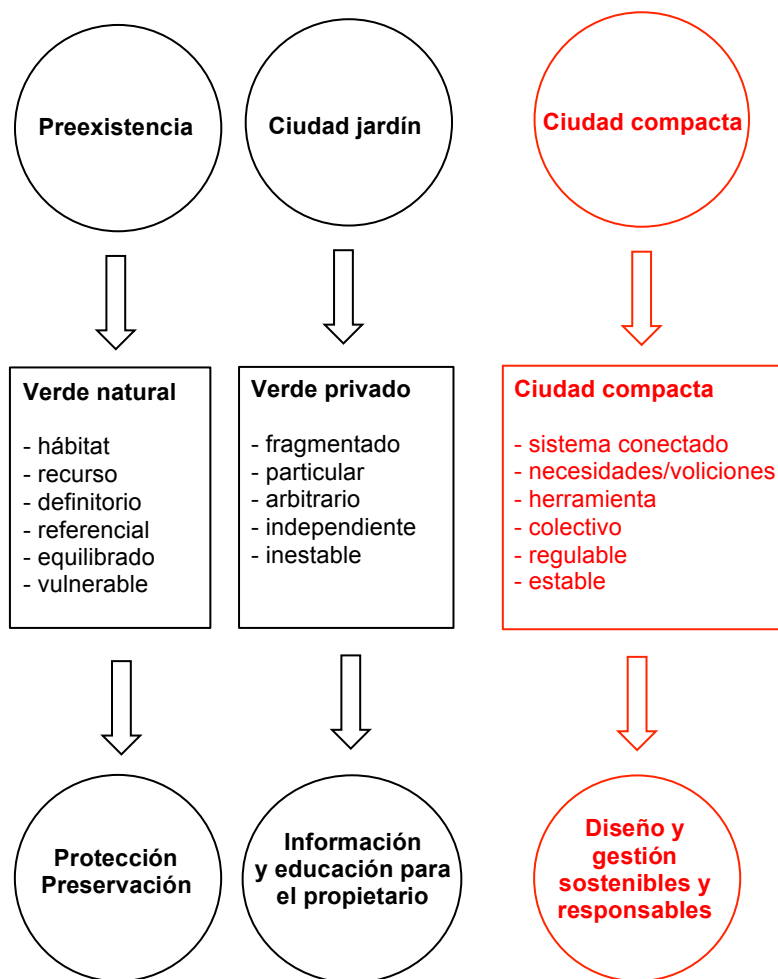 Preexistencia
Ciudad jardín
Ciudad compacta
Verde natural
- hábitat
- recurso
- definitorio
- referencial
- equilibrado
- vulnerable
Verde privado
- fragmentado
- particular
- arbitrario
- independiente
- inestable
Ciudad compacta
- sistema conectado
- necesidades/voliciones
- herramienta
- colectivo
- regulable
- estable
Protección
Preservación
Información
y educación para
el propietario
Diseño y
gestión
sostenibles y
responsables